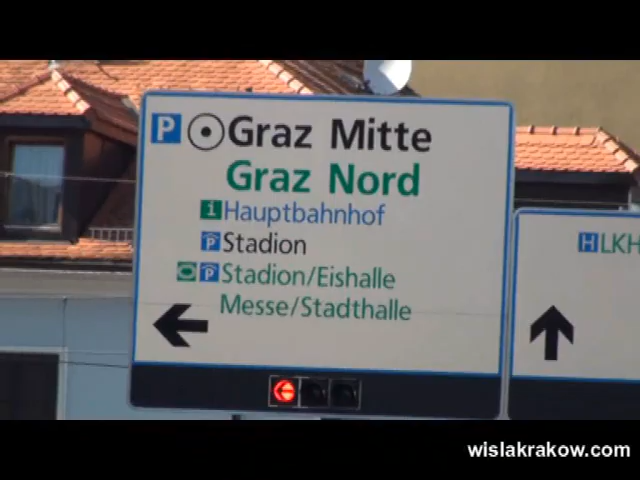 P Graz Mitte
Graz Nord
i Hauptbahnhof
P Stadion
P Stadion/Eishalle
Messe/Stadthalle
H LKH
wislakrakow.com